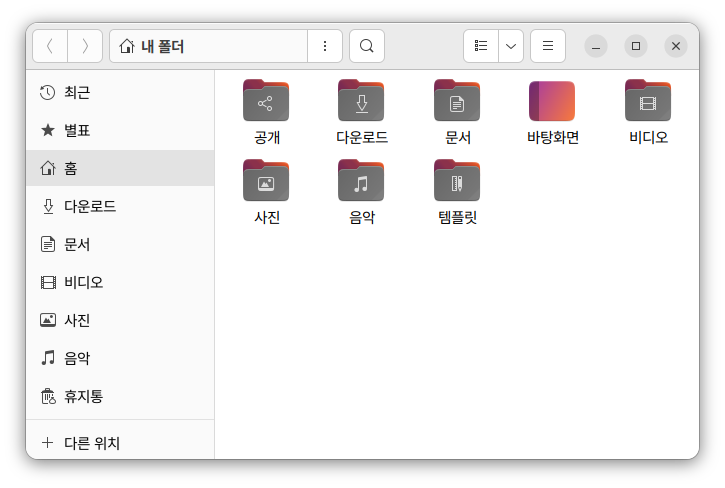 내 폴더
최근
별표
홈
다운로드
문서
비디오
사진
음악
휴지통
다른 위치
공개 다운로드 문서 바탕화면 비디오
사진 음악 템플릿